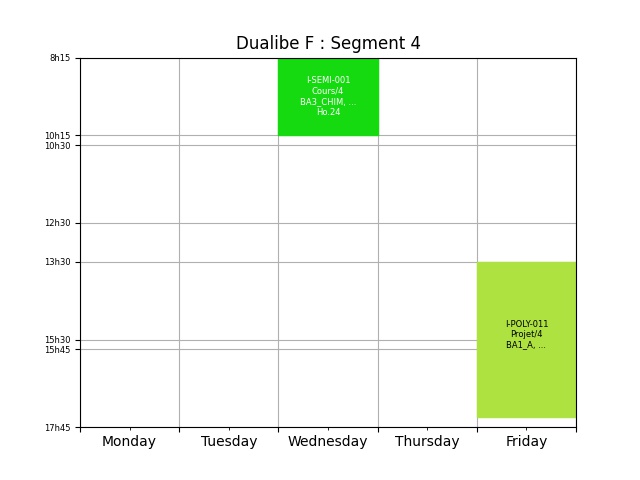 Dualibe F : Segment 4
8h15
I-SEMI-001
Cours/4
BA3_CHIM, ...
Ho.24
10h15
10h30
12h30
13h30
I-POLY-011
Projet/4
BA1_A, ...
15h30
15h45
17h45
Monday Tuesday Wednesday Thursday Friday